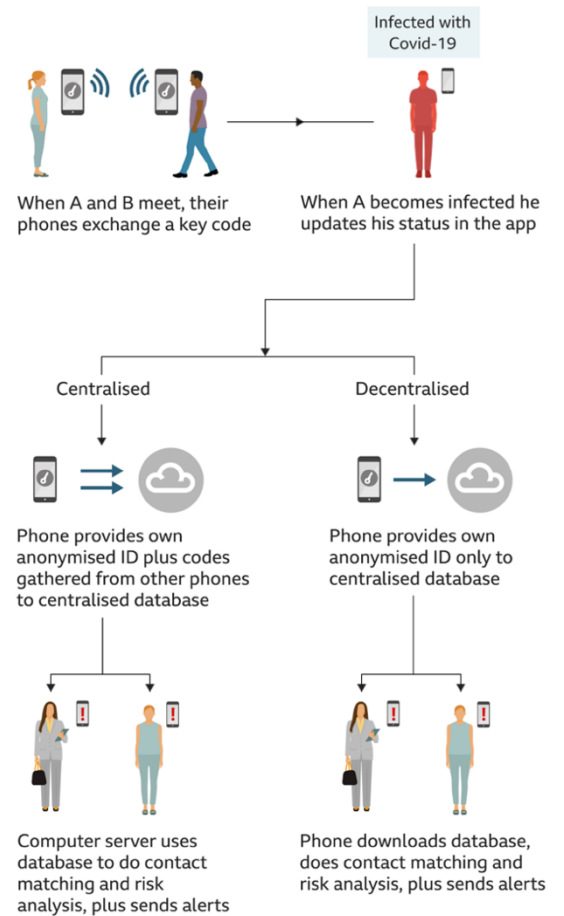 Infected with
Covid-19
When A and B meet, their
phones exchange a key code
When A becomes infected he
updates his status in the app
Centralised
Decentralised
Phone provides own
anonymised ID plus codes
gathered from other phones
to centralised database
Phone provides own
anonymised ID only to
centralised database
Computer server uses
database to do contact
matching and risk
analysis, plus sends alerts
Phone downloads database,
does contact matching and
risk analysis, plus sends alerts